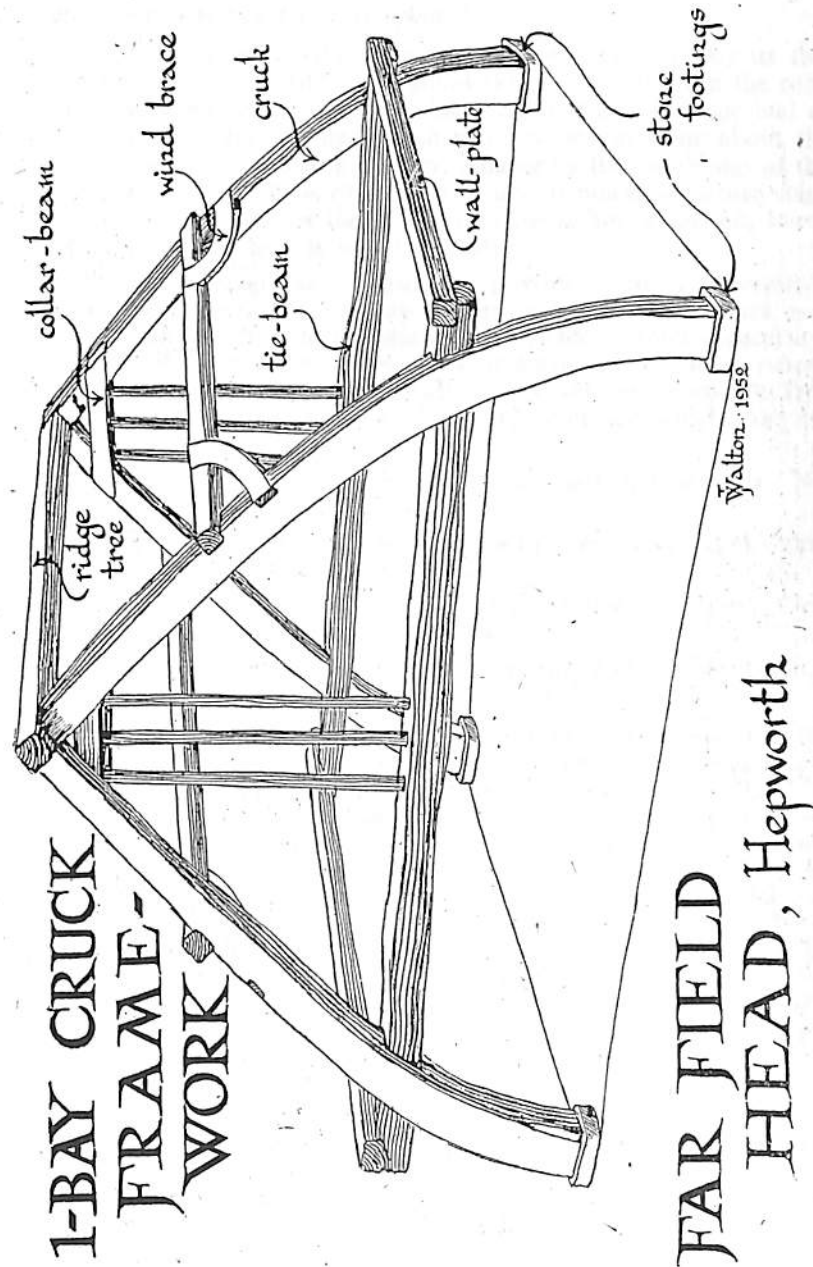 1-BAY CRUCK
FRAME-
WORK
collar-beam
wind brace
cruck
ridge
tree
tie-beam
wall-plate
stone
footings
Walton · 1952
FAR FIELD
HEAD, Hepworth